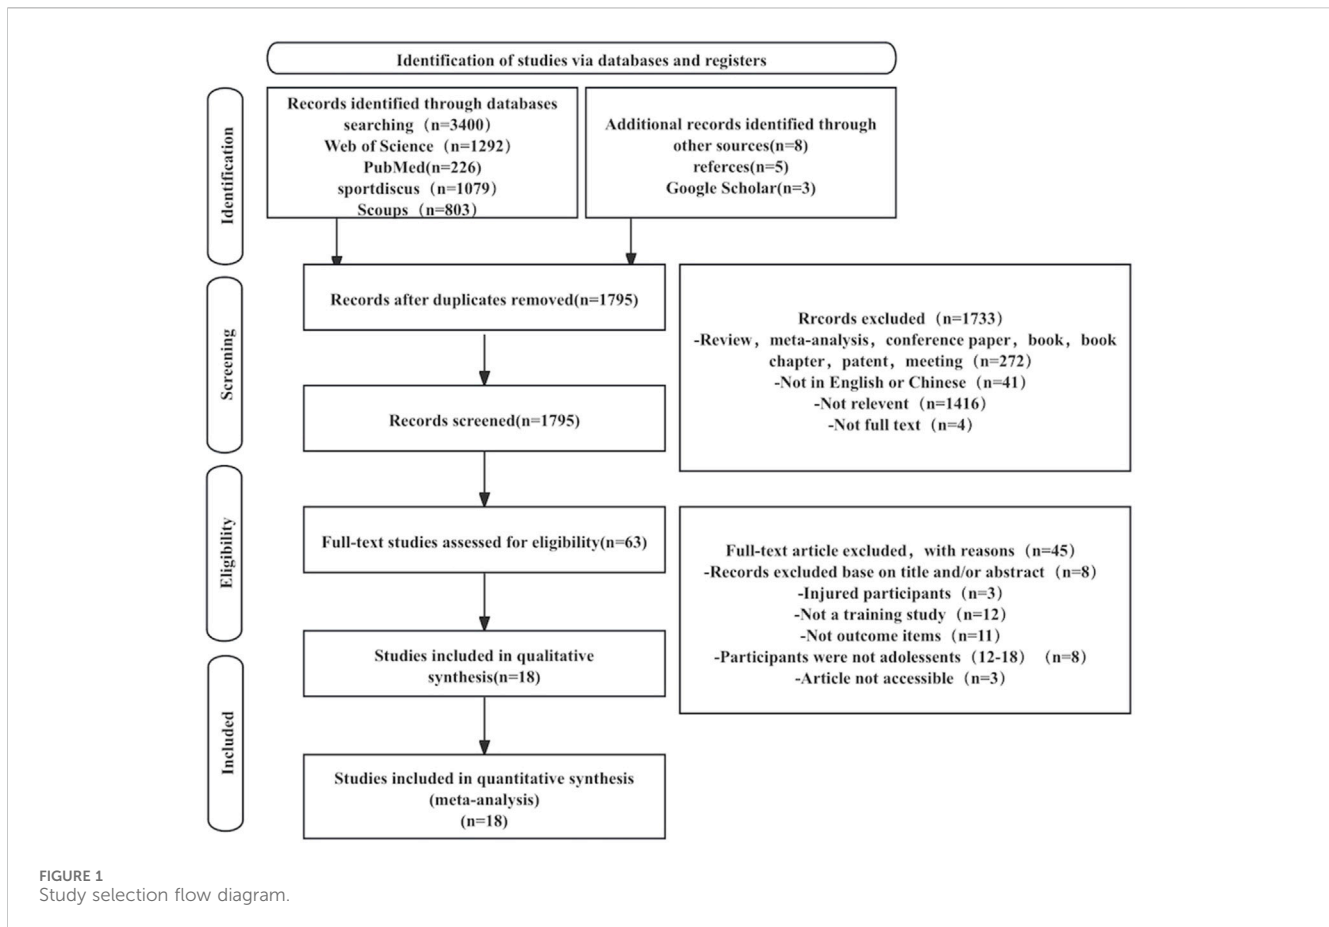 Identification of studies via databases and registers
Identification
Records identified through databases
searching（n=3400）
Web of Science（n=1292）
PubMed(n=226)
sportdiscus（n=1079）
Scoups（n=803）
Additional records identified through
other sources(n=8)
referces(n=5)
Google Scholar(n=3)
Screening
Records after duplicates removed(n=1795)
Records screened(n=1795)
Rrcords excluded（n=1733）
-Review，meta-analysis，conference paper，book，book
chapter，patent，meeting（n=272）
-Not in English or Chinese（n=41）
-Not relevent（n=1416）
-Not full text（n=4）
Eligibility
Full-text studies assessed for eligibility(n=63)
Full-text article excluded，with reasons（n=45）
-Records excluded base on title and/or abstract（n=8）
-Injured participants（n=3）
-Not a training study（n=12）
-Not outcome items（n=11）
-Participants were not adolessents（12-18）（n=8）
-Article not accessible（n=3）
Studies included in qualitative
synthesis(n=18)
Included
Studies included in quantitative synthesis
(meta-analysis)
(n=18)
FIGURE 1
Study selection flow diagram.